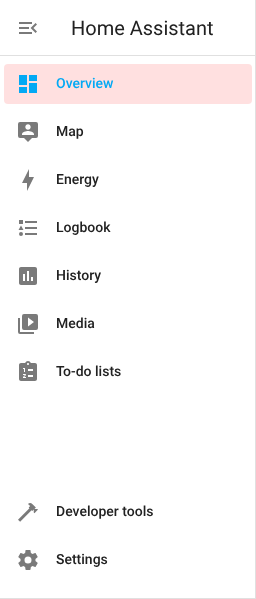 Home Assistant
Overview
Map
Energy
Logbook
History
Media
To-do lists
Developer tools
Settings